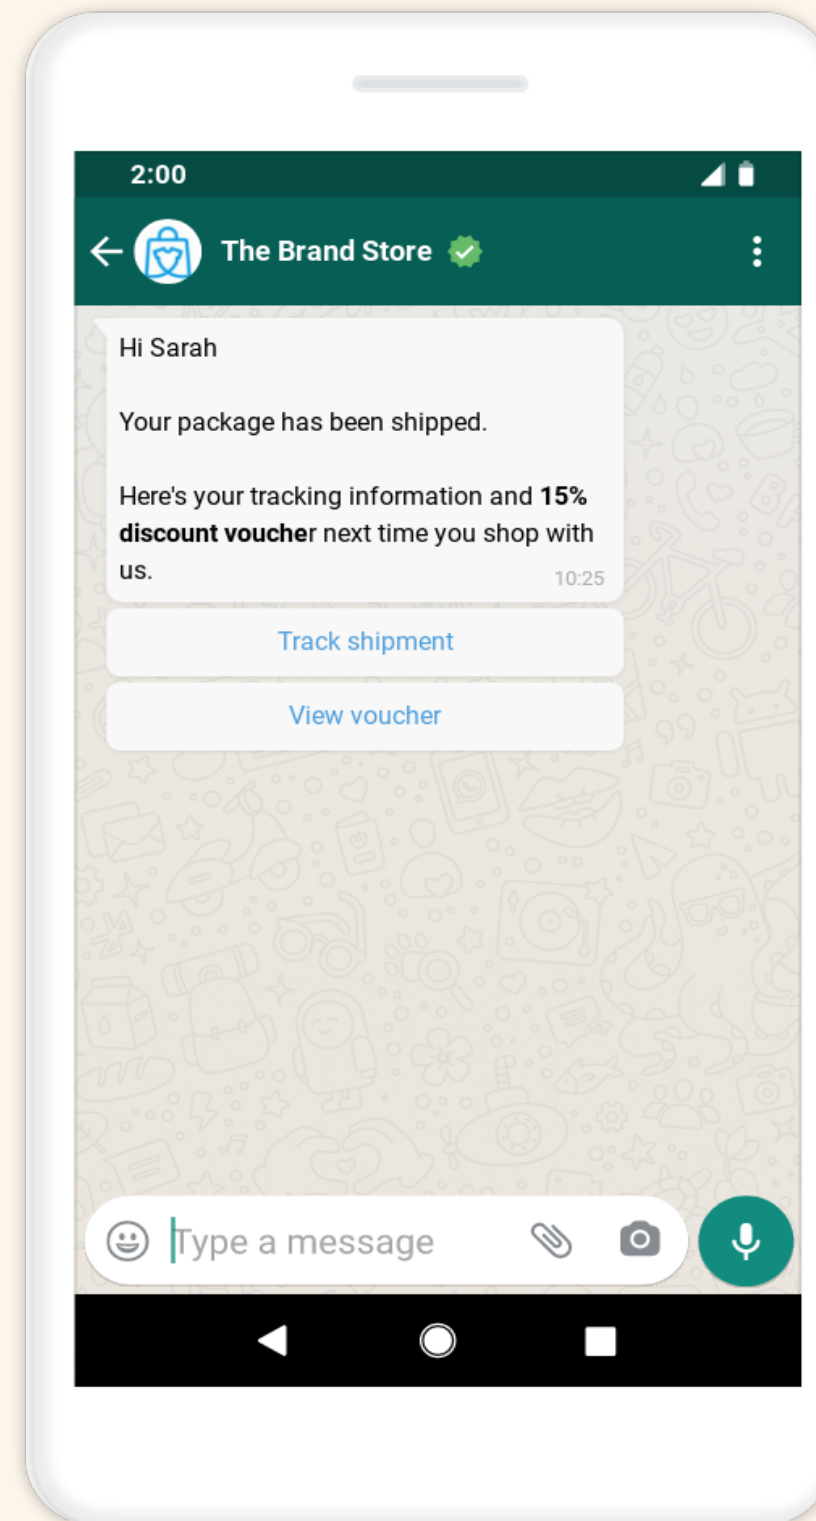 2:00
The Brand Store
Hi Sarah
Your package has been shipped.
Here's your tracking information and 15%
discount voucher next time you shop with
us.
10:25
Track shipment
View voucher
Type a message